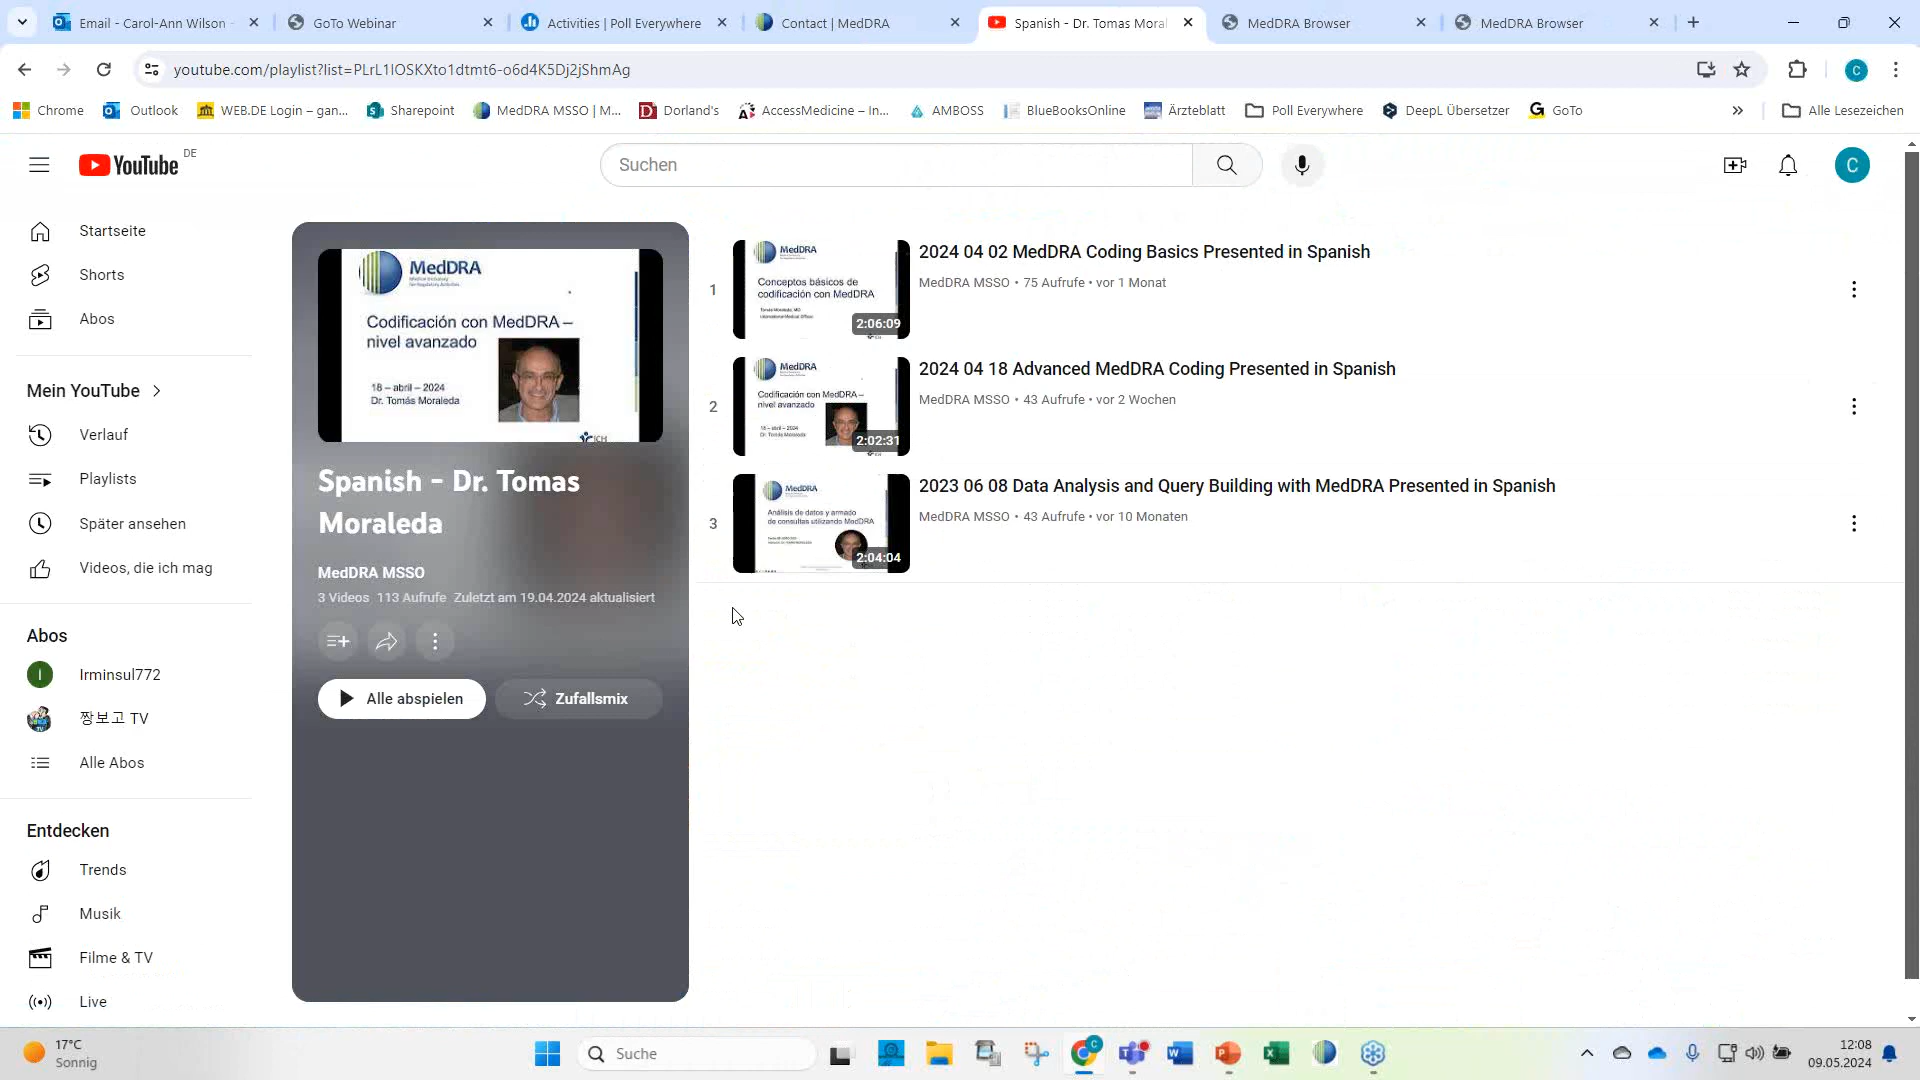 Email - Carol-Ann Wilson
GoTo Webinar
Activities | Poll Everywhere
Contact | MedDRA
Spanish - Dr. Tomas Moral
MedDRA Browser
MedDRA Browser
youtube.com/playlist?list=PLrL1IOSKXto1dtmt6-o6d4K5Dj2jShmAg
C
Chrome
Outlook
WEB.DE Login – gan...
Sharepoint
MedDRA MSSO | M...
Dorland's
AccessMedicine – In...
AMBOSS
BlueBooksOnline
Ärzteblatt
Poll Everywhere
DeepL Übersetzer
GoTo
Alle Lesezeichen
YouTube DE
Suchen
C
Startseite
Shorts
Abos
Mein YouTube
Verlauf
Playlists
Später ansehen
Videos, die ich mag
Abos
I
Irminsul772
짱보고 TV
Alle Abos
Entdecken
Trends
Musik
Filme & TV
Live
MedDRA
Codificación con MedDRA –
nivel avanzado
18 – abril – 2024
Dr. Tomás Moraleda
ICH
Spanish - Dr. Tomas
Moraleda
MedDRA MSSO
3 Videos 113 Aufrufe Zuletzt am 19.04.2024 aktualisiert
Alle abspielen
Zufallsmix
1
MedDRA
Conceptos básicos de
codificación con MedDRA
2:06:09
2024 04 02 MedDRA Coding Basics Presented in Spanish
MedDRA MSSO • 75 Aufrufe • vor 1 Monat
2
MedDRA
Codificación con MedDRA –
nivel avanzado
18 – abril – 2024
Dr. Tomás Moraleda
2:02:31
2024 04 18 Advanced MedDRA Coding Presented in Spanish
MedDRA MSSO • 43 Aufrufe • vor 2 Wochen
3
MedDRA
Análisis de datos y armado
de consultas utilizando MedDRA
2:04:04
2023 06 08 Data Analysis and Query Building with MedDRA Presented in Spanish
MedDRA MSSO • 43 Aufrufe • vor 10 Monaten
17°C
Sonnig
Suche
12:08
09.05.2024